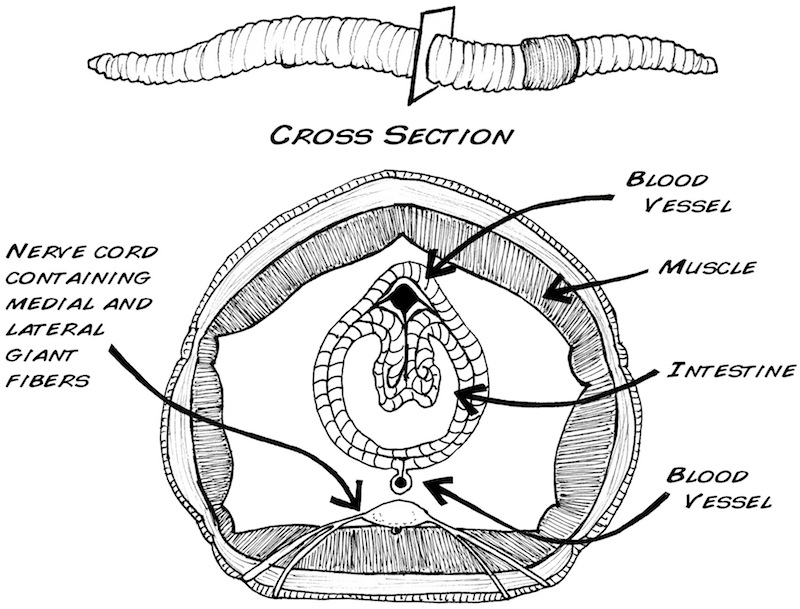 CROSS SECTION
BLOOD
VESSEL
NERVE CORD
CONTAINING
MEDIAL AND
LATERAL
GIANT
FIBERS
MUSCLE
INTESTINE
BLOOD
VESSEL